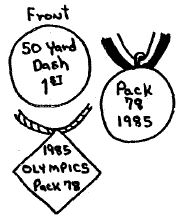 Front
50 Yard
Dash
1st
Pack
78
1985
1985
OLYMPICS
Pack 78